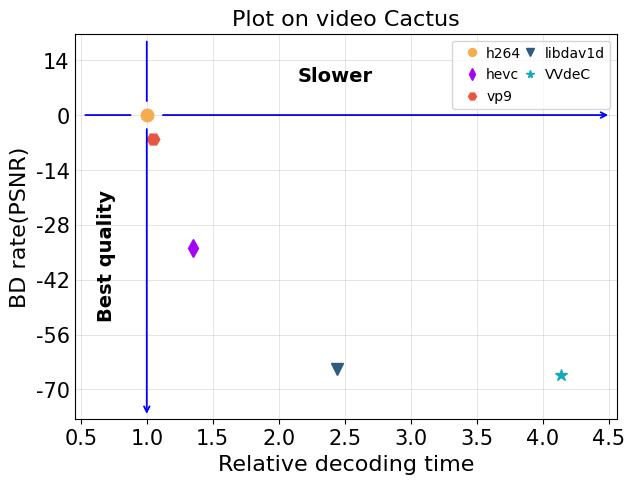 Plot on video Cactus
h264 libdav1d
hevc VVdeC
vp9
Slower
Best quality
BD rate(PSNR)
14
0
-14
-28
-42
-56
-70
0.5 1.0 1.5 2.0 2.5 3.0 3.5 4.0 4.5
Relative decoding time